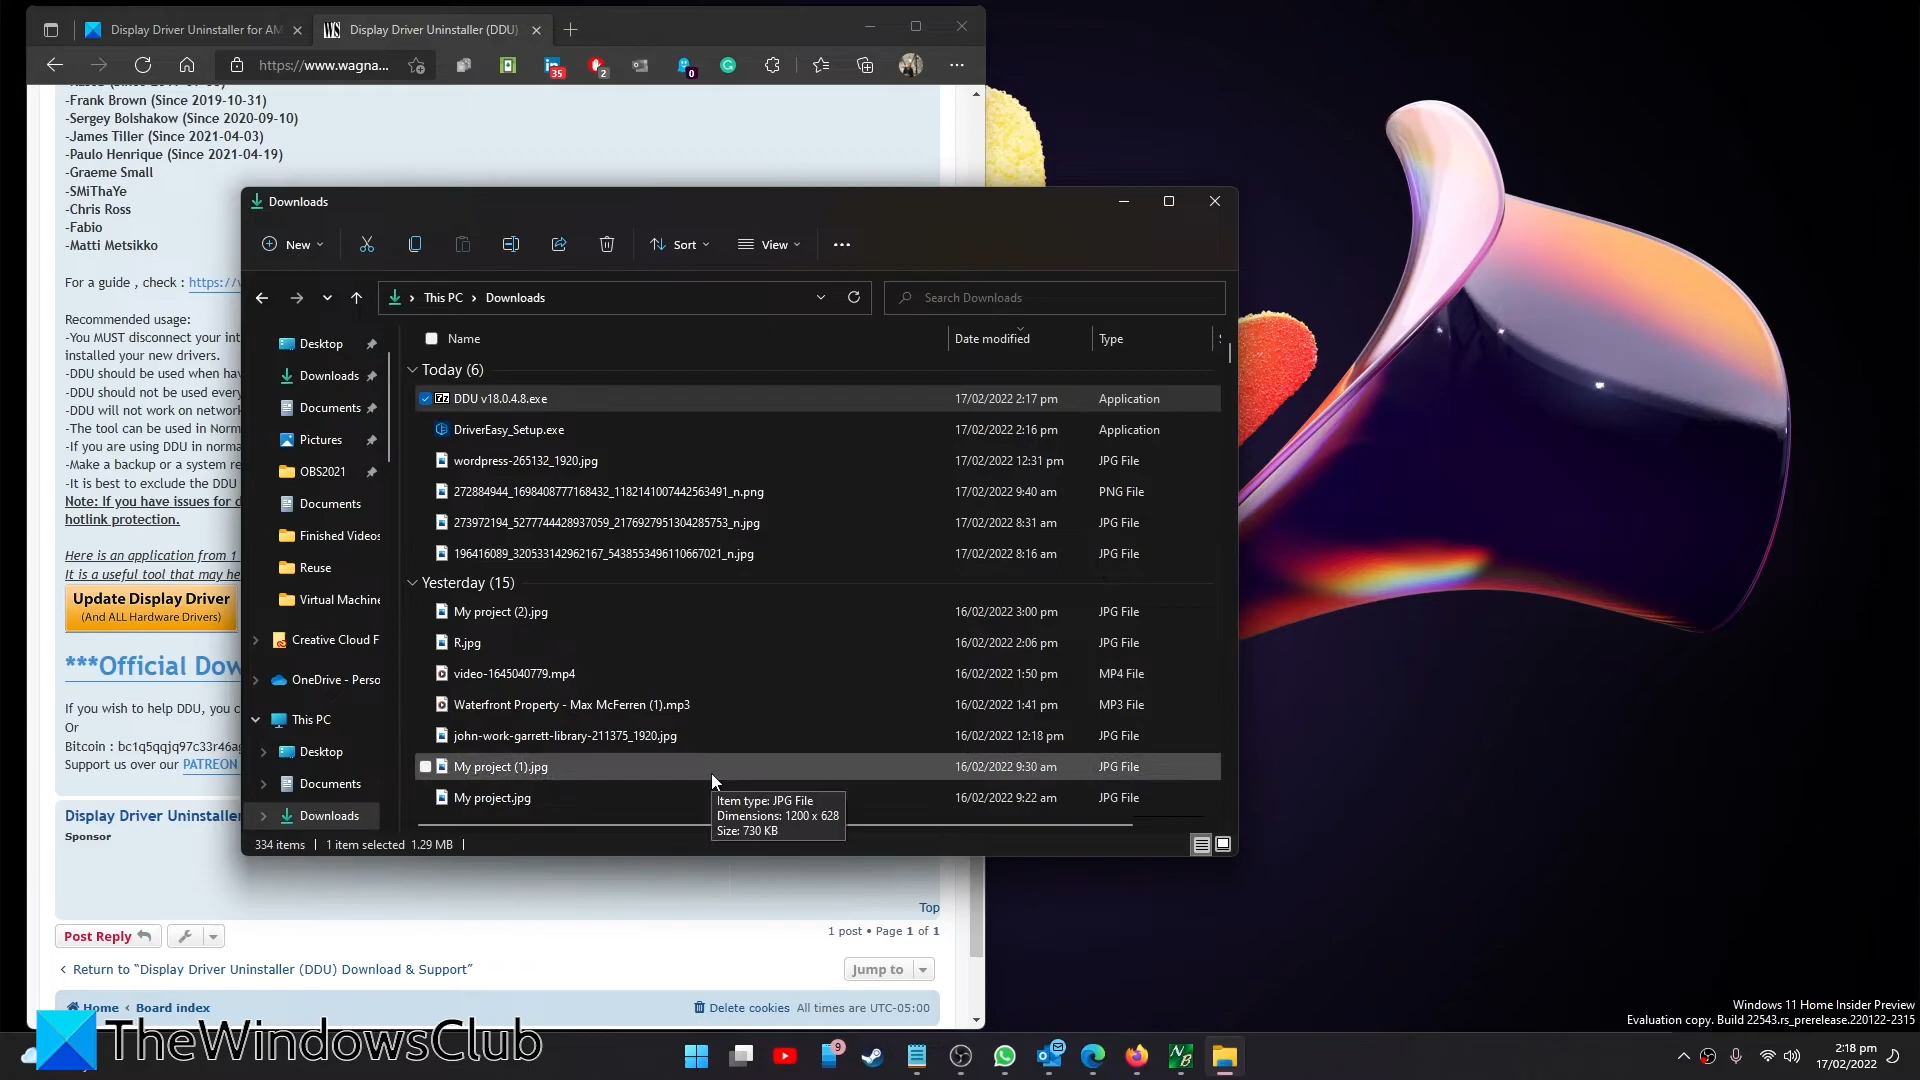 Display Driver Uninstaller for AM
Display Driver Uninstaller (DDU)
https://www.wagna...
35
2
0
-Frank Brown (Since 2019-10-31)
-Sergey Bolshakow (Since 2020-09-10)
-James Tiller (Since 2021-04-03)
-Paulo Henrique (Since 2021-04-19)
-Graeme Small
-SMiThaYe
-Chris Ross
-Fabio
-Matti Metsikko
For a guide , check : https://
Recommended usage:
-You MUST disconnect your int
installed your new drivers.
-DDU should be used when hav
-DDU should not be used every
-DDU will not work on network
-The tool can be used in Norm
-If you are using DDU in norma
-Make a backup or a system re
-It is best to exclude the DDU
Note: If you have issues for d
hotlink protection.
Here is an application from 1
It is a useful tool that may he
Update Display Driver
(And ALL Hardware Drivers)
***Official Dow
If you wish to help DDU, you c
Or
Bitcoin : bc1q5qqjq97c33r46ag
Support us over our PATREON
Display Driver Uninstaller
Sponsor
Top
Post Reply
1 post • Page 1 of 1
Return to “Display Driver Uninstaller (DDU) Download & Support”
Jump to
Home ‹ Board index
Delete cookies All times are UTC-05:00
Downloads
New
Sort
View
This PC
Downloads
Search Downloads
Desktop
Downloads
Documents
Pictures
OBS2021
Documents
Finished Videos
Reuse
Virtual Machine
Creative Cloud F
OneDrive - Perso
This PC
Desktop
Documents
Downloads
Name Date modified Type
Today (6)
DDU v18.0.4.8.exe 17/02/2022 2:17 pm Application
DriverEasy_Setup.exe 17/02/2022 2:16 pm Application
wordpress-265132_1920.jpg 17/02/2022 12:31 pm JPG File
272884944_1698408777168432_1182141007442563491_n.png 17/02/2022 9:40 am PNG File
273972194_5277744428937059_2176927951304285753_n.jpg 17/02/2022 8:31 am JPG File
196416089_320533142962167_5438553496110667021_n.jpg 17/02/2022 8:16 am JPG File
Yesterday (15)
My project (2).jpg 16/02/2022 3:00 pm JPG File
R.jpg 16/02/2022 2:06 pm JPG File
video-1645040779.mp4 16/02/2022 1:50 pm MP4 File
Waterfront Property - Max McFerren (1).mp3 16/02/2022 1:41 pm MP3 File
john-work-garrett-library-211375_1920.jpg 16/02/2022 12:18 pm JPG File
My project (1).jpg 16/02/2022 9:30 am JPG File
My project.jpg 16/02/2022 9:22 am JPG File
Item type: JPG File
Dimensions: 1200 x 628
Size: 730 KB
334 items
1 item selected 1.29 MB
Windows 11 Home Insider Preview
Evaluation copy. Build 22543.rs_prerelease.220122-2315
TheWindowsClub
9
NB
2:18 pm
17/02/2022